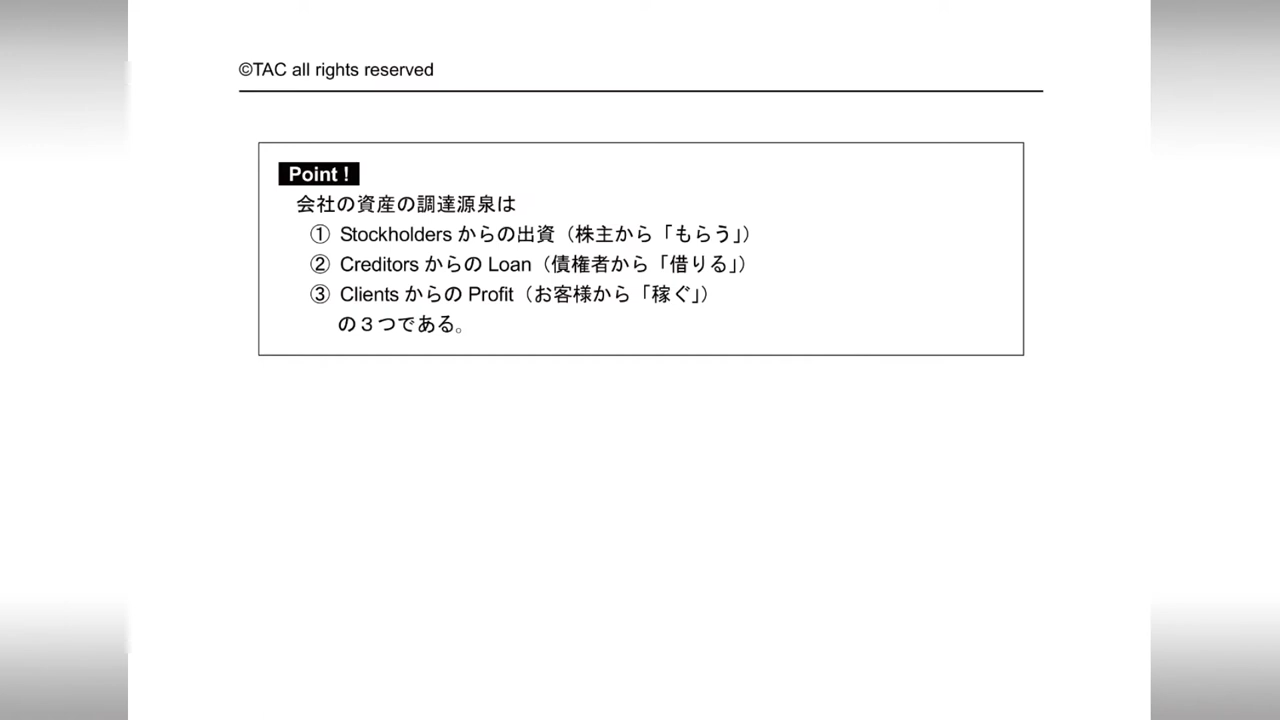 ©TAC all rights reserved
Point !
会社の資産の調達源泉は
① Stockholders からの出資（株主から「もらう」）
② Creditors からの Loan（債権者から「借りる」）
③ Clients からの Profit（お客様から「稼ぐ」）
の３つである。